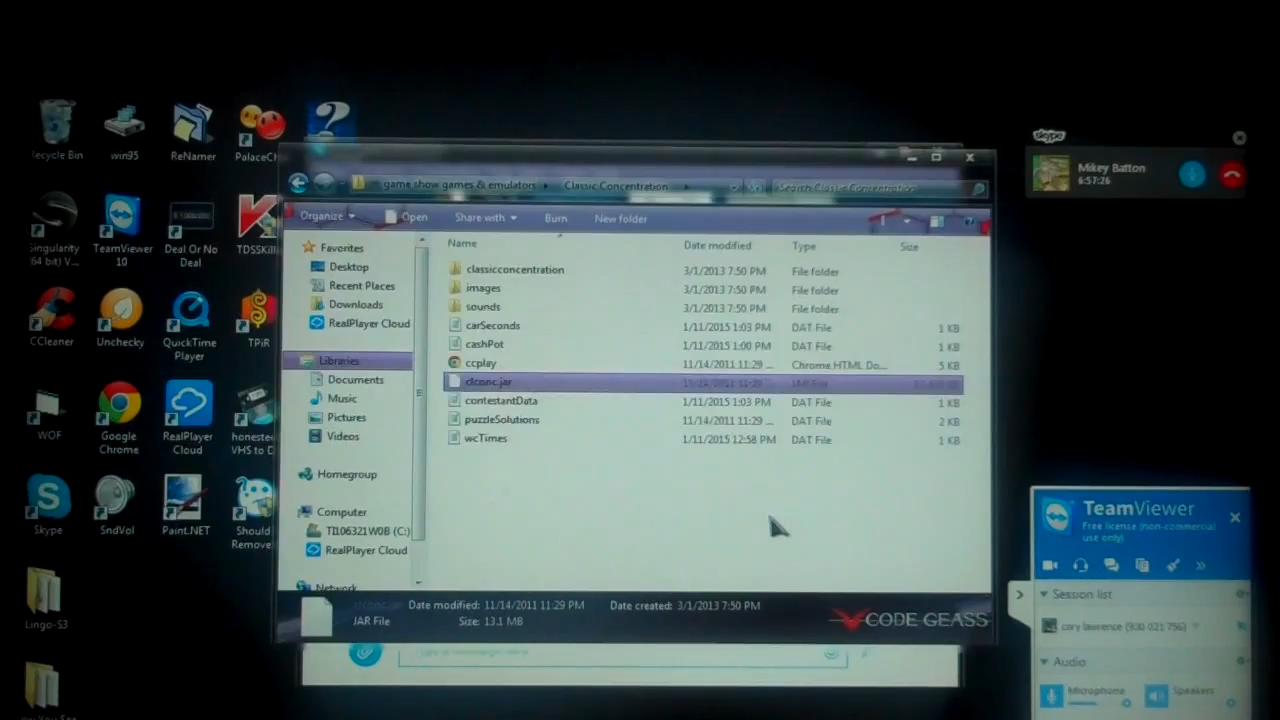 Recycle Bin
win95
ReNamer
PalaceCh
Singularity
(64 bit) V...
TeamViewer
10
Deal Or No
Deal
TDSSKille
CCleaner
Unchecky
QuickTime
Player
TPiR
WOF
Google
Chrome
RealPlayer
Cloud
honeste
VHS to D
Skype
SndVol
Paint.NET
Should
Remove
Lingo-S3
game show games & emulators
Classic Concentration
Search Classic Concentration
Organize
Open
Share with
Burn
New folder
Favorites
Desktop
Recent Places
Downloads
RealPlayer Cloud
Libraries
Documents
Music
Pictures
Videos
Homegroup
Computer
TI106321W0B (C:)
RealPlayer Cloud
Network
Name Date modified Type Size
classicconcentration 3/1/2013 7:50 PM File folder
images 3/1/2013 7:50 PM File folder
sounds 3/1/2013 7:50 PM File folder
carSeconds 1/11/2015 1:03 PM DAT File 1 KB
cashPot 1/11/2015 1:00 PM DAT File 1 KB
ccplay 11/14/2011 11:29 ... Chrome HTML Do... 5 KB
clconc.jar 11/14/2011 11:29 ... JAR File
contestantData 1/11/2015 1:03 PM DAT File 1 KB
puzzleSolutions 11/14/2011 11:29 ... DAT File 2 KB
wcTimes 1/11/2015 12:58 PM DAT File 1 KB
clconc.jar Date modified: 11/14/2011 11:29 PM Date created: 3/1/2013 7:50 PM
JAR File Size: 13.1 MB
CODE GEASS
skype
Mikey Batton
6:57:26
TeamViewer
Free license (non-commercial
use only)
Session list
cory lawrence (930 021 756)
Audio
Microphone
Speakers